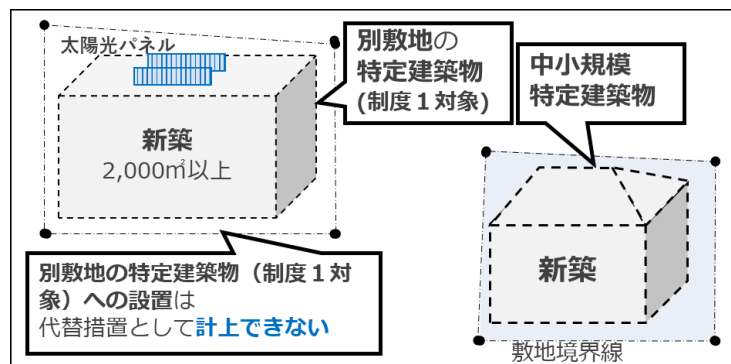 太陽光パネル
別敷地の
特定建築物
(制度１対象)
中小規模
特定建築物
新築
2,000㎡以上
新築
別敷地の特定建築物（制度１対
象）への設置は
代替措置として計上できない
敷地境界線